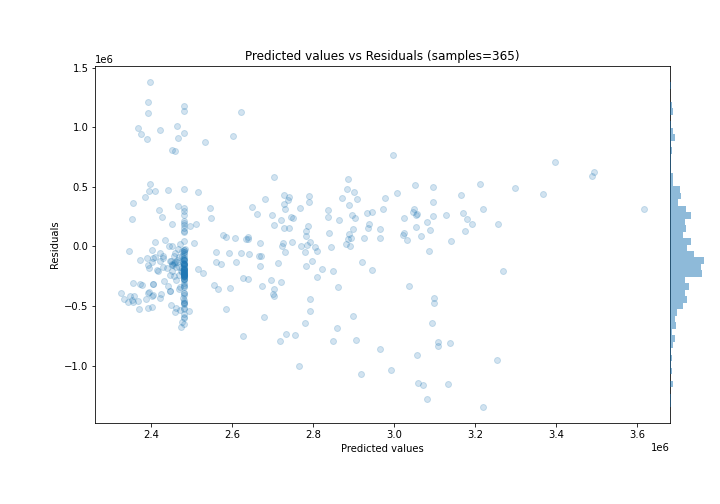 Predicted values vs Residuals (samples=365)
1e6
1.5
1.0
0.5
0.0
−0.5
−1.0
Residuals
2.4 2.6 2.8 3.0 3.2 3.4 3.6
Predicted values
1e6